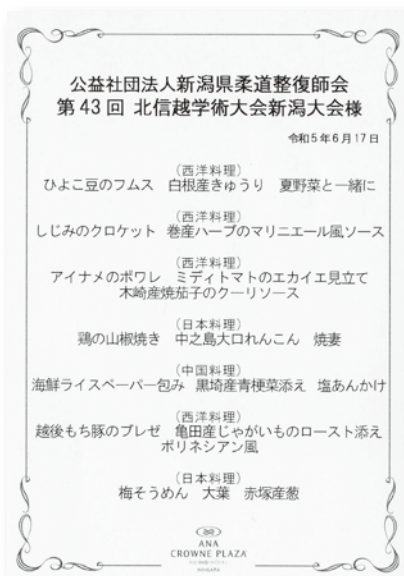 公益社団法人新潟県柔道整復師会
第43回 北信越学術大会新潟大会様
令和5年6月17日
(西洋料理)
ひよこ豆のフムス 白根産きゅうり 夏野菜と一緒に
(西洋料理)
しじみのクロケット 巻産ハーブのマリニエール風ソース
(西洋料理)
アイナメのポワレ ミディトマトのエカイエ見立て
木崎産焼茄子のクーリソース
(日本料理)
鶏の山椒焼き 中之島大口れんこん 焼妻
(中国料理)
海鮮ライスペーパー包み 黒埼産青梗菜添え 塩あんかけ
(西洋料理)
越後もち豚のブレゼ 亀田産じゃがいものロースト添え
ポリネシアン風
(日本料理)
梅そうめん 大葉 赤塚産葱
ANA
CROWNE PLAZA